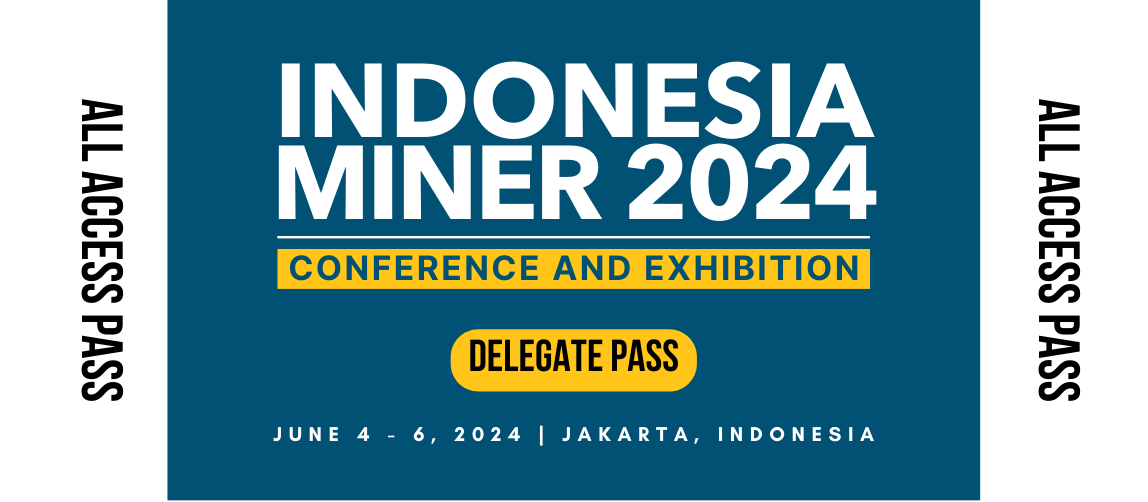 ALL ACCESS PASS
INDONESIA
MINER 2024
CONFERENCE AND EXHIBITION
DELEGATE PASS
JUNE 4 - 6, 2024 | JAKARTA, INDONESIA
ALL ACCESS PASS